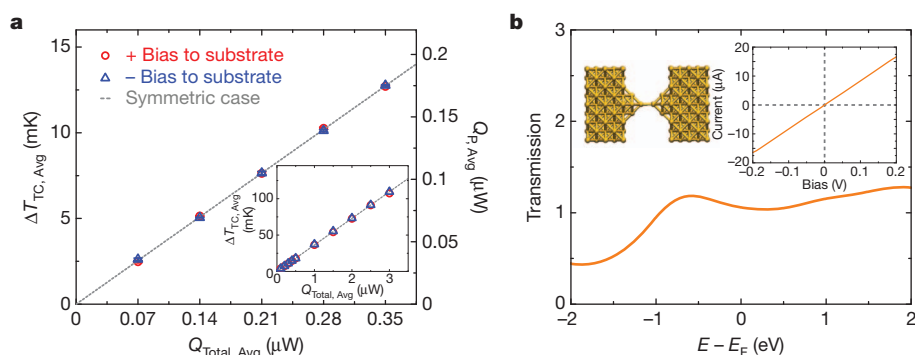 a
ΔT_TC, Avg (mK)
15
10
5
0
○ + Bias to substrate
△ − Bias to substrate
Symmetric case
0.2
0.15
0.1
0.05
0
Q_P, Avg (μW)
ΔT_TC, Avg (mK)
100
75
50
25
0
0 1 2 3
Q_Total, Avg (μW)
0 0.07 0.14 0.21 0.28 0.35
Q_Total, Avg (μW)
b
Transmission
3
2
1
0
Current (μA)
20
10
0
−10
−20
−0.2 −0.1 0 0.1 0.2
Bias (V)
−2 −1 0 1 2
E − E_F (eV)